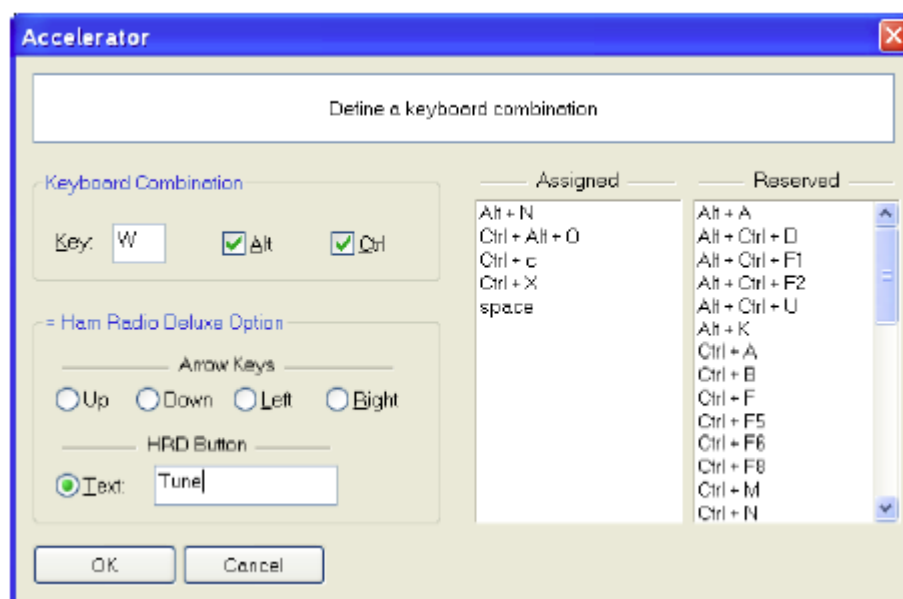 Accelerator
Define a keyboard combination
Keyboard Combination
Key: W Alt Ctrl
= Ham Radio Deluxe Option
Arrow Keys
Up Down Left Right
HRD Button
Text: Tune
OK Cancel
Assigned
Alt + N
Ctrl + Alt + O
Ctrl + c
Ctrl + X
space
Reserved
Alt + A
Alt + Ctrl + D
Alt + Ctrl + F1
Alt + Ctrl + F2
Alt + Ctrl + U
Alt + K
Ctrl + A
Ctrl + B
Ctrl + F
Ctrl + F5
Ctrl + F6
Ctrl + F8
Ctrl + M
Ctrl + N